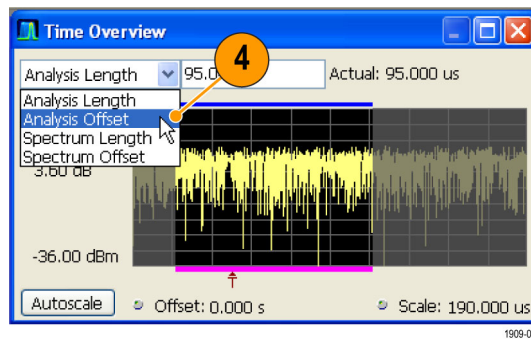 Time Overview
Analysis Length 95.0 Actual: 95.000 us
4
Analysis Length
Analysis Offset
Spectrum Length
Spectrum Offset
3.60 dB
-36.00 dBm
Autoscale Offset: 0.000 s Scale: 190.000 us
1909-0